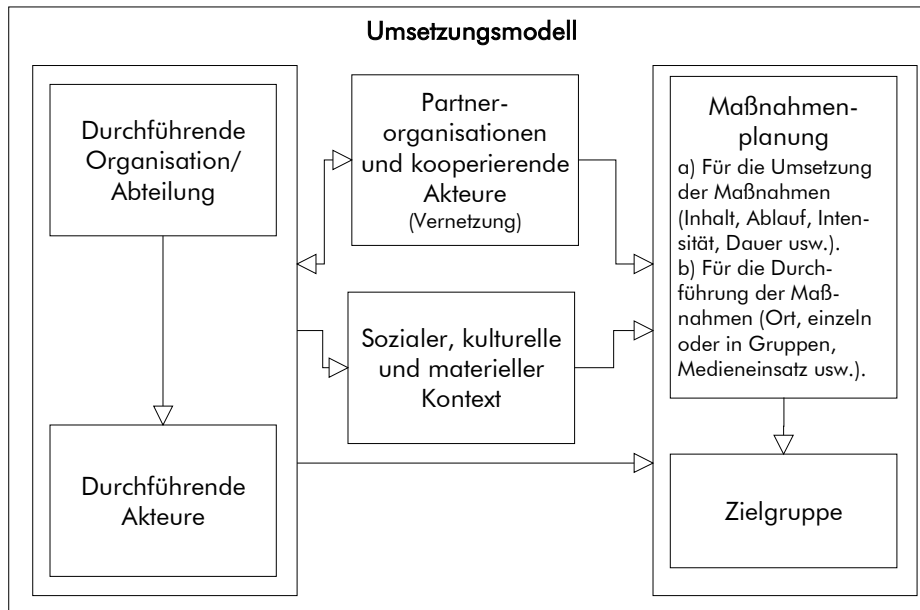 Umsetzungsmodell
Durchführende
Organisation/
Abteilung
Durchführende
Akteure
Partner-
organisationen
und kooperierende
Akteure
(Vernetzung)
Sozialer, kulturelle
und materieller
Kontext
Maßnahmen-
planung
a) Für die Umsetzung
der Maßnahmen
(Inhalt, Ablauf, Inten-
sität, Dauer usw.).
b) Für die Durch-
führung der Maß-
nahmen (Ort, einzeln
oder in Gruppen,
Medieneinsatz usw.).
Zielgruppe